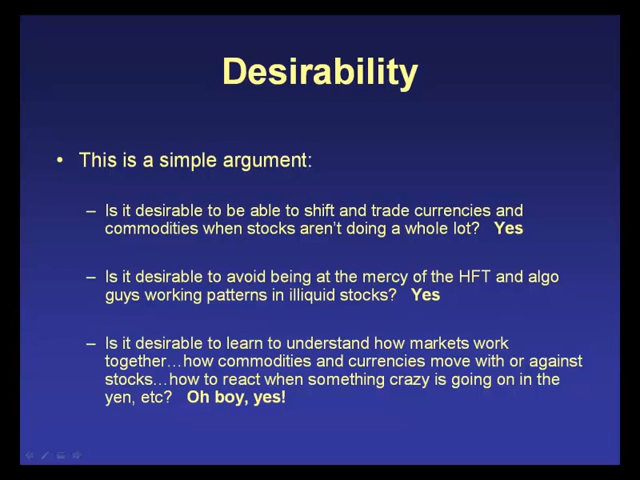 Desirability
• This is a simple argument:
– Is it desirable to be able to shift and trade currencies and
commodities when stocks aren't doing a whole lot? Yes
– Is it desirable to avoid being at the mercy of the HFT and algo
guys working patterns in illiquid stocks? Yes
– Is it desirable to learn to understand how markets work
together…how commodities and currencies move with or against
stocks…how to react when something crazy is going on in the
yen, etc? Oh boy, yes!